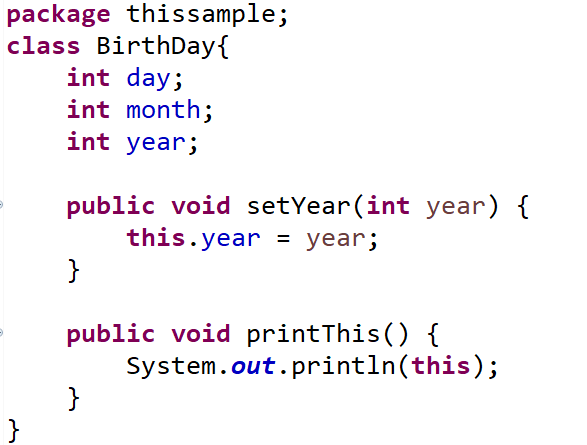 package thissample;
class BirthDay{
    int day;
    int month;
    int year;

    public void setYear(int year) {
        this.year = year;
    }

    public void printThis() {
        System.out.println(this);
    }
}